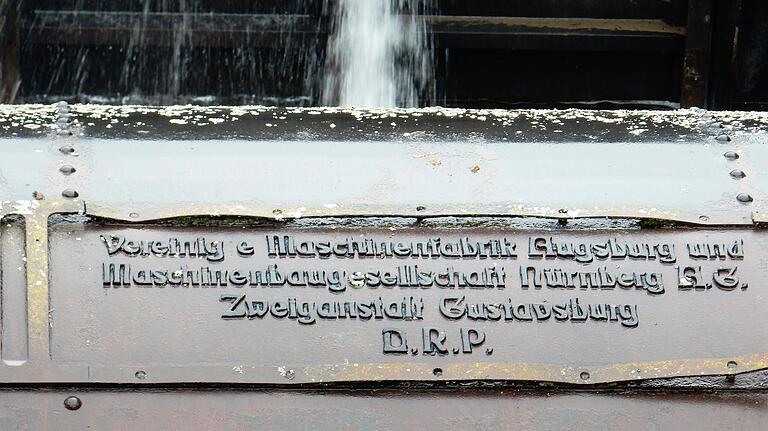 Vereinig e Maschinenfabrik Augsburg und
Maschinenbaugesellschaft Nürnberg A.G.
Zweiganstalt Gustavsburg
D.R.P.